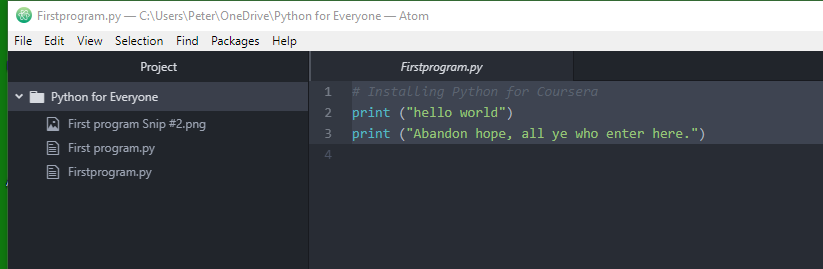 Firstprogram.py — C:\Users\Peter\OneDrive\Python for Everyone — Atom
File Edit View Selection Find Packages Help
Project
Python for Everyone
First program Snip #2.png
First program.py
Firstprogram.py
Firstprogram.py
1 # Installing Python for Coursera
2 print ("hello world")
3 print ("Abandon hope, all ye who enter here.")
4